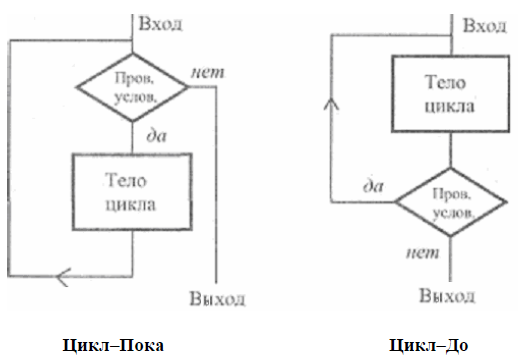 Вход
Пров.
услов.
нет
да
Тело
цикла
Выход
Цикл–Пока
Вход
Тело
цикла
да
Пров.
услов.
нет
Выход
Цикл–До